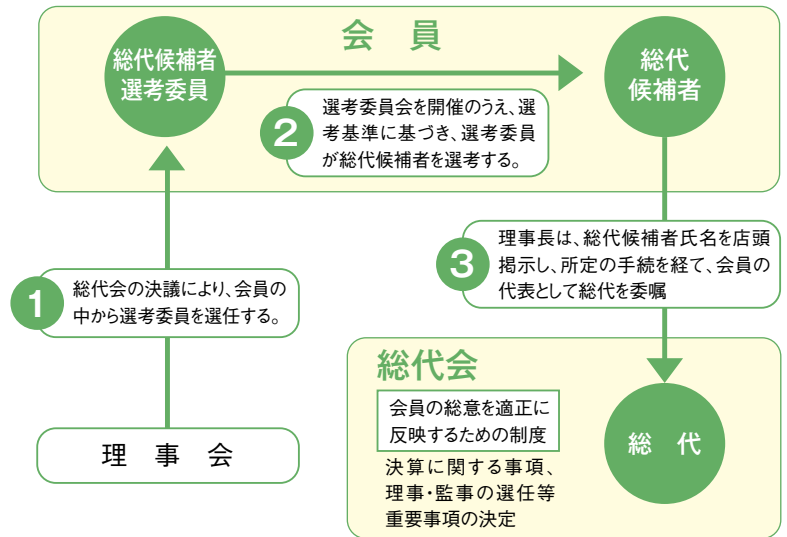 会 員
総代候補者
選考委員
総代
候補者
2
選考委員会を開催のうえ、選
考基準に基づき、選考委員
が総代候補者を選考する。
1
総代会の決議により、会員の
中から選考委員を選任する。
3
理事長は、総代候補者氏名を店頭
掲示し、所定の手続を経て、会員の
代表として総代を委嘱
理 事 会
総代会
会員の総意を適正に
反映するための制度
決算に関する事項、
理事・監事の選任等
重要事項の決定
総 代